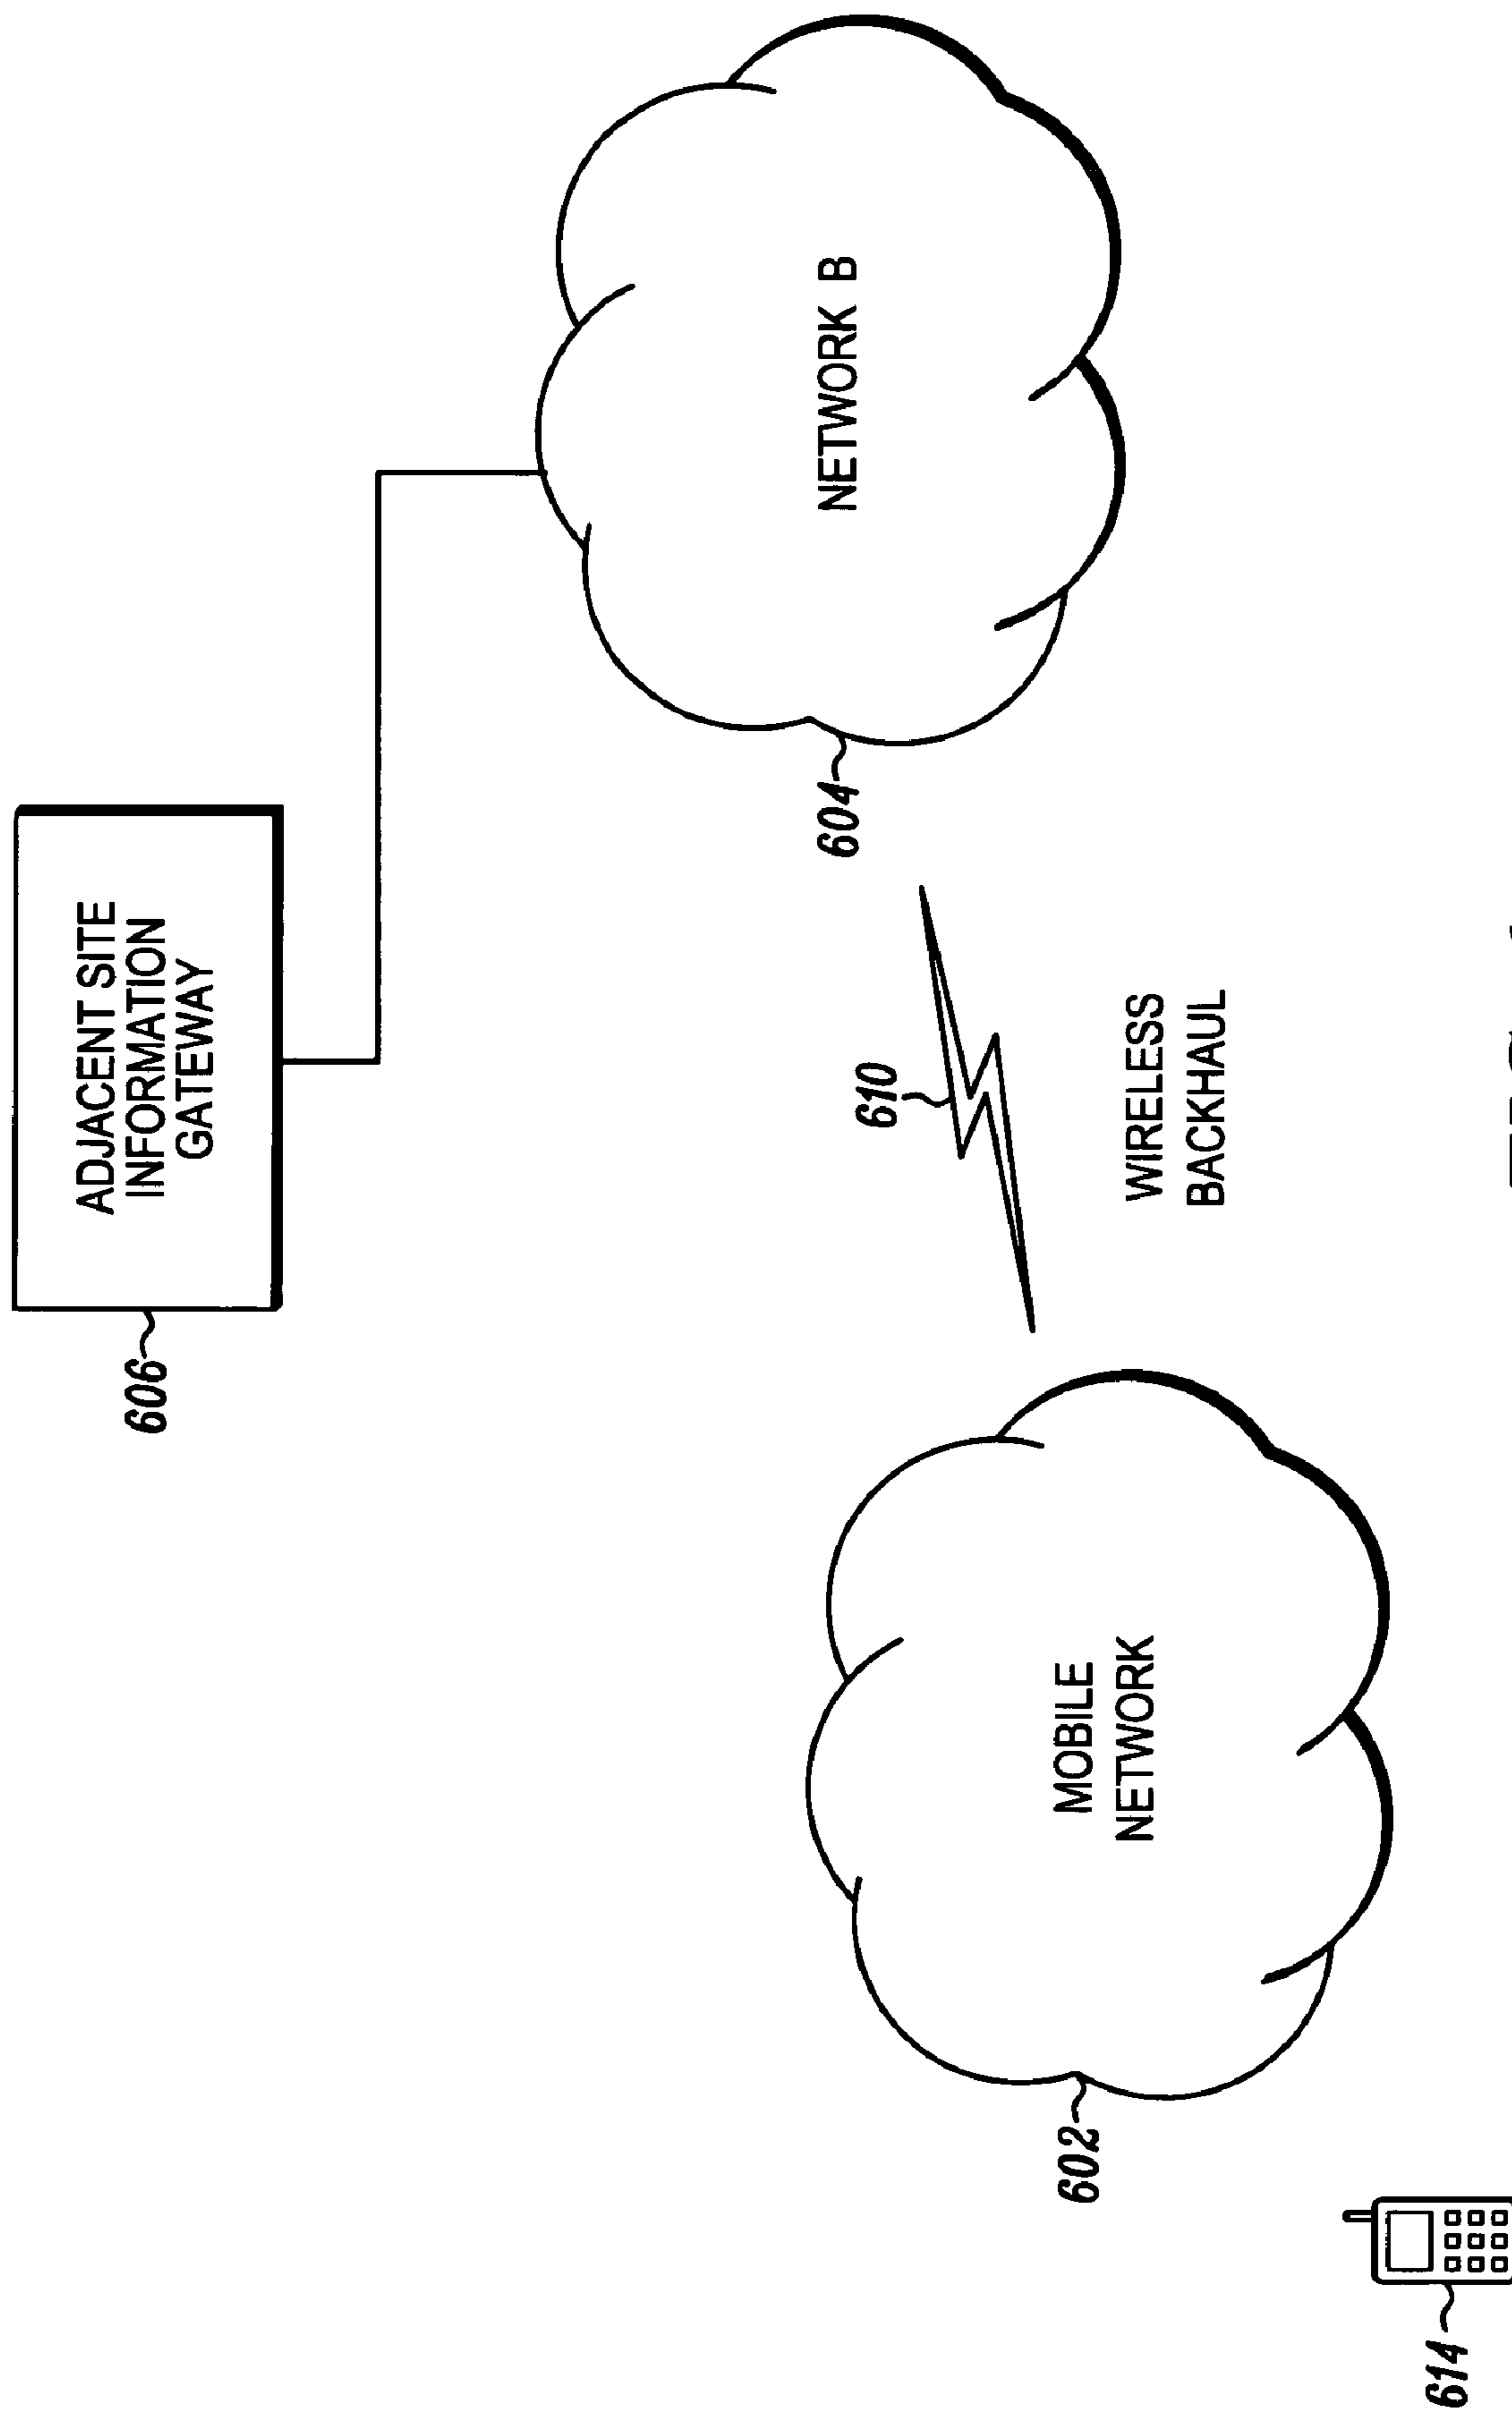 606
ADJACENT SITE
INFORMATION
GATEWAY
604
NETWORK B
610
WIRELESS
BACKHAUL
602
MOBILE
NETWORK
614